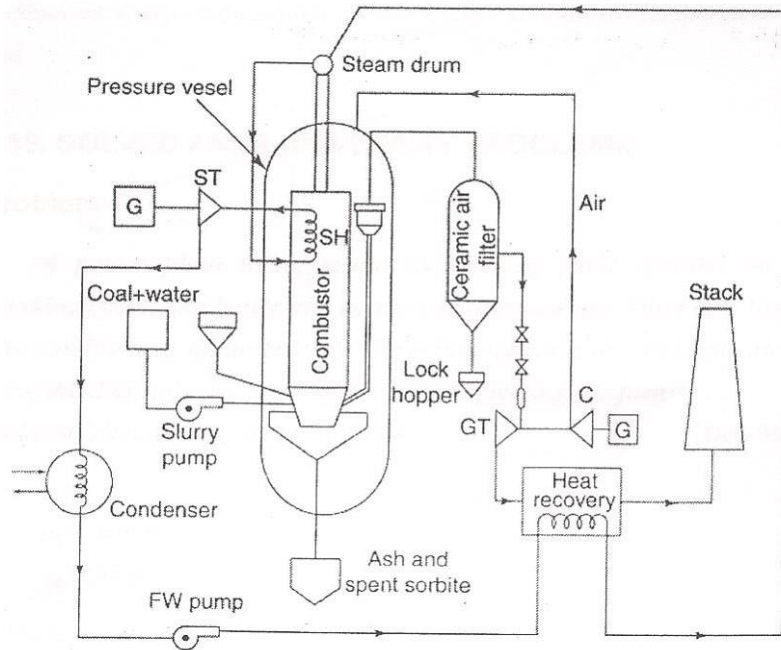 Steam drum
Pressure vesel
ST
G
SH
Combustor
Ceramic air
filter
Air
Stack
Coal+water
Lock
hopper
C
GT
G
Slurry
pump
Heat
recovery
Condenser
Ash and
spent sorbite
FW pump